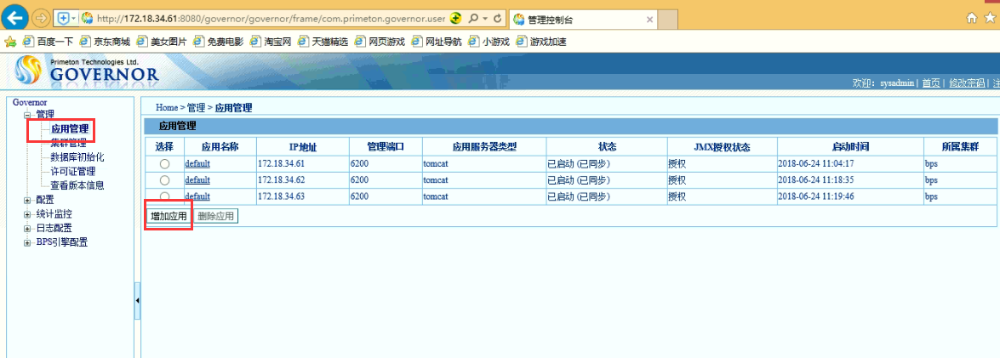 http://172.18.34.61:8080/governor/governor/frame/com.primeton.governor.user
管理控制台
百度一下 京东商城 美女图片 免费电影 淘宝网 天猫精选 网页游戏 网址导航 小游戏 游戏加速
Primeton Technologies Ltd.
GOVERNOR
欢迎：sysadmin | 首页 | 修改密码 |
Governor
管理
应用管理
集群管理
数据库初始化
许可证管理
查看版本信息
配置
统计监控
日志配置
BPS引擎配置
Home > 管理 > 应用管理
应用管理
选择 应用名称 IP地址 管理端口 应用服务器类型 状态 JMX授权状态 启动时间 所属集群
default 172.18.34.61 6200 tomcat 已启动 (已同步) 授权 2018-06-24 11:04:17 bps
default 172.18.34.62 6200 tomcat 已启动 (已同步) 授权 2018-06-24 11:18:35 bps
default 172.18.34.63 6200 tomcat 已启动 (已同步) 授权 2018-06-24 11:19:46 bps
增加应用 删除应用